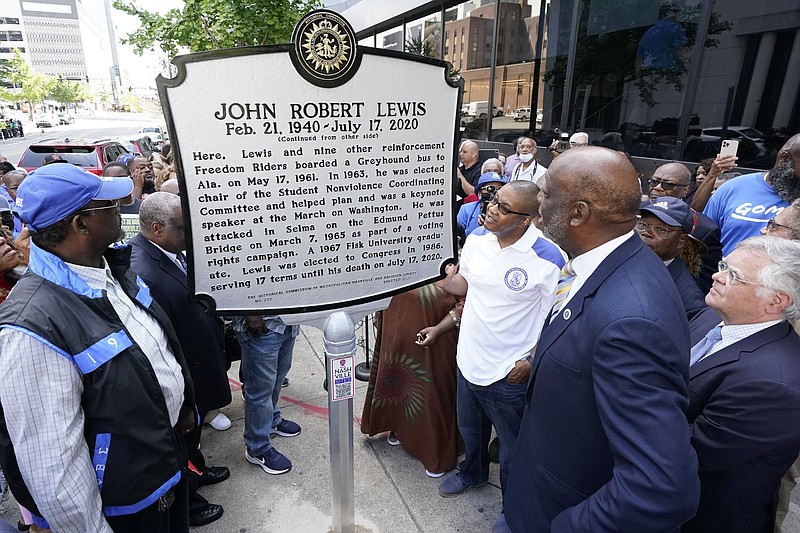 JOHN ROBERT LEWIS
Feb. 21, 1940-July 17, 2020
(Continued from other side)
Here, Lewis and nine other reinforcement
Freedom Riders boarded a Greyhound bus to
Ala. on May 17, 1961. In 1963, he was elected
chair of the Student Nonviolence Coordinating
Committee and helped plan and was a keynote
speaker at the March on Washington. He was
attacked in Selma on the Edmund Pettus
Bridge on March 7, 1965 as part of a voting
rights campaign. A 1967 Fisk University gradu-
ate, Lewis was elected to Congress in 1986,
serving 17 terms until his death on July 17, 2020.
THE HISTORICAL COMMISSION OF METROPOLITAN NASHVILLE AND DAVIDSON COUNTY
NASHVILLE
SITES
19
GOM